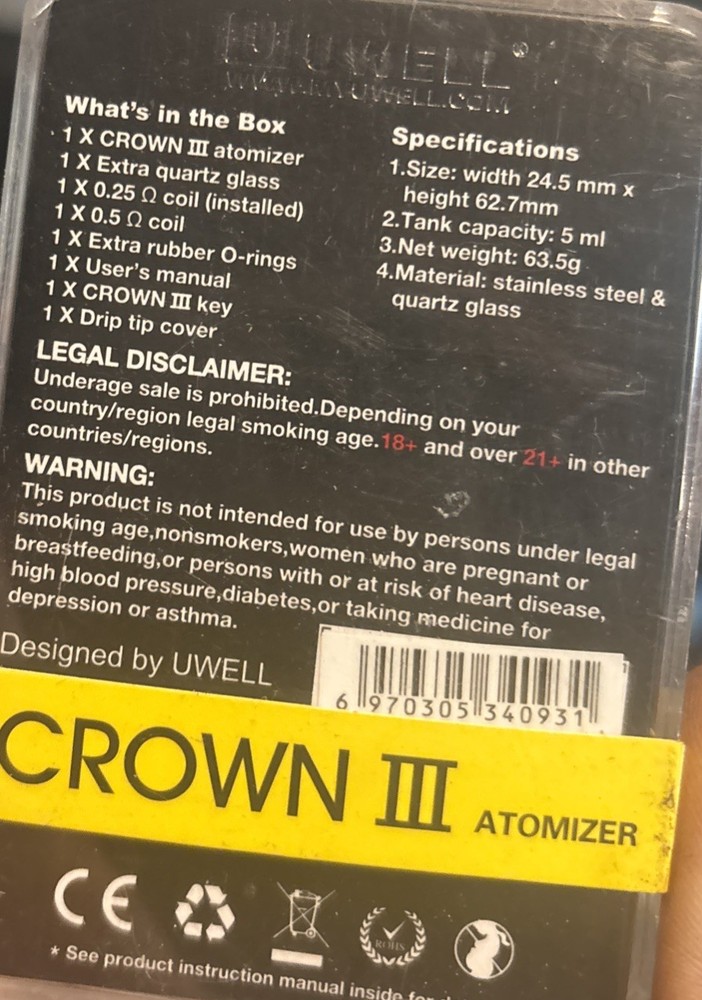 UWELL®
WWW.MYUWELL.COM
What's in the Box
1 X CROWN III atomizer
1 X Extra quartz glass
1 X 0.25 Ω coil (installed)
1 X 0.5 Ω coil
1 X Extra rubber O-rings
1 X User's manual
1 X CROWN III key
1 X Drip tip cover
Specifications
1.Size: width 24.5 mm x
height 62.7mm
2.Tank capacity: 5 ml
3.Net weight: 63.5g
4.Material: stainless steel &
quartz glass
LEGAL DISCLAIMER:
Underage sale is prohibited.Depending on your
country/region legal smoking age.18+ and over 21+ in other
countries/regions.
WARNING:
This product is not intended for use by persons under legal
smoking age,nonsmokers,women who are pregnant or
breastfeeding,or persons with or at risk of heart disease,
high blood pressure,diabetes,or taking medicine for
depression or asthma.
Designed by UWELL
6 970305 340931
CROWN III ATOMIZER
CE
ROHS
* See product instruction manual inside for